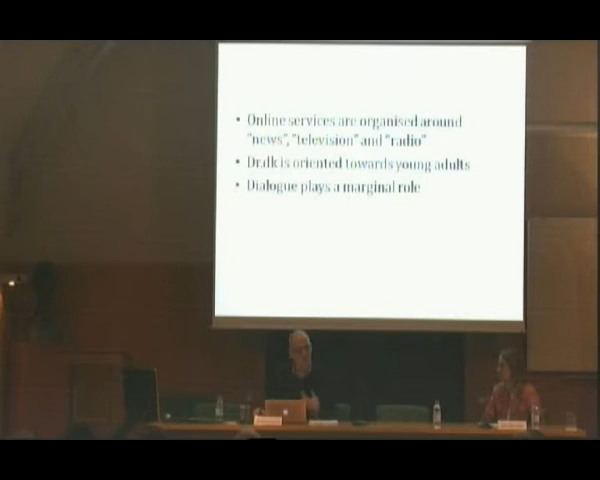 • Online services are organised around
"news", "television" and "radio"
• Dr.dk is oriented towards young adults
• Dialogue plays a marginal role